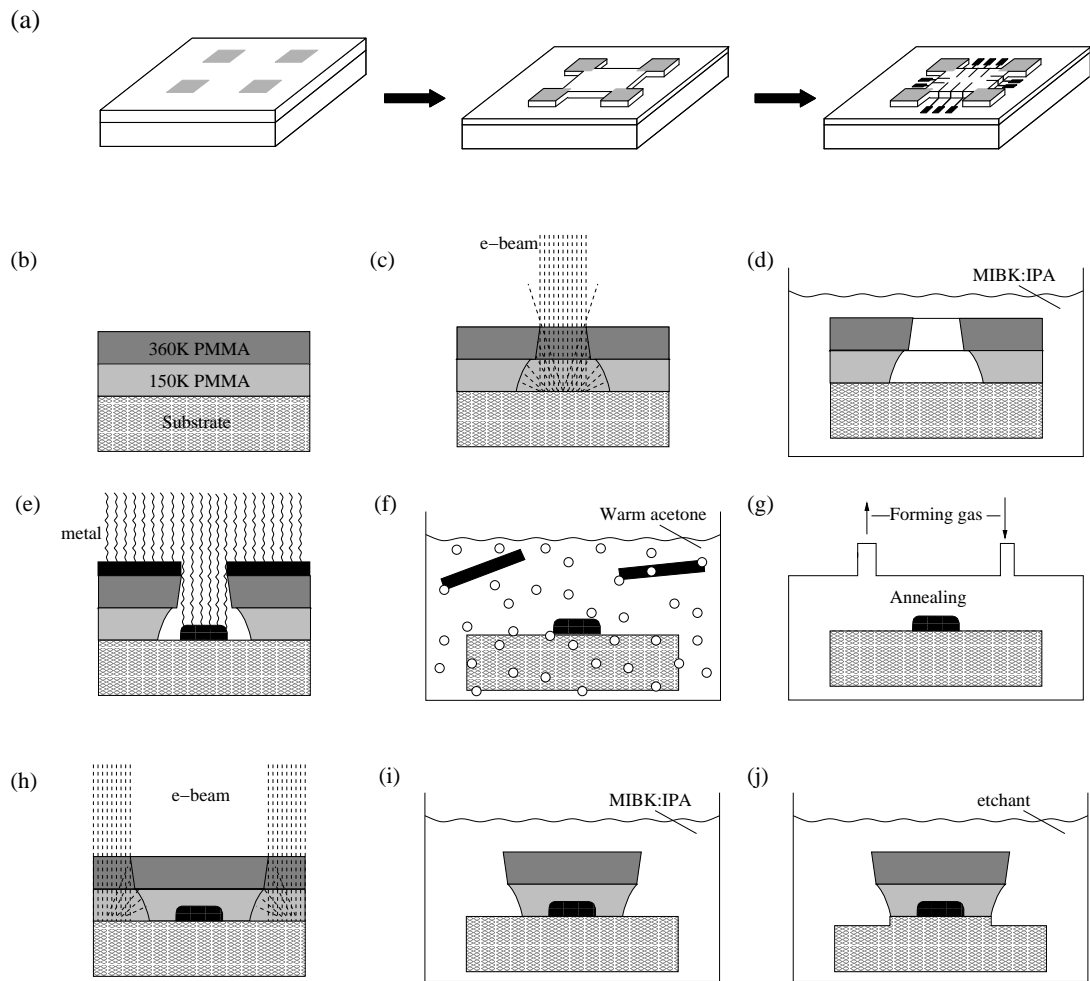 (a)
(b)
360K PMMA
150K PMMA
Substrate
(c)
e−beam
(d)
MIBK:IPA
(e)
metal
(f)
Warm acetone
(g)
Forming gas
Annealing
(h)
e−beam
(i)
MIBK:IPA
(j)
etchant